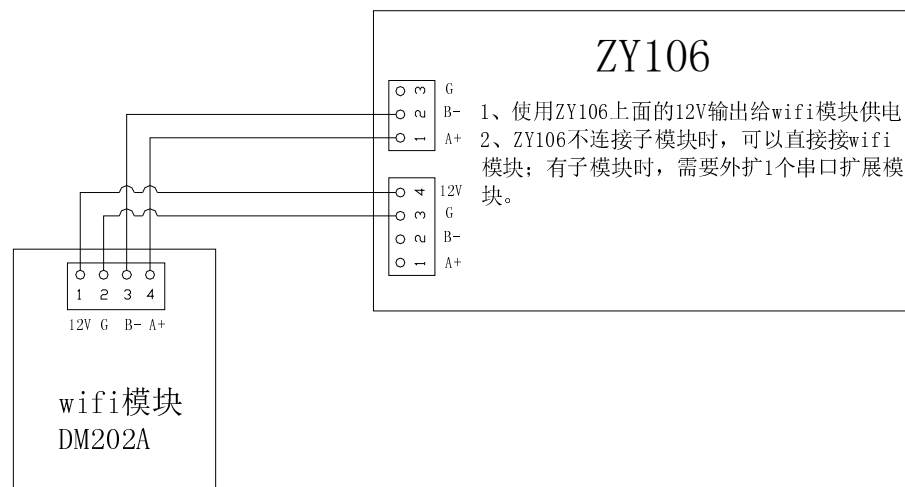 ZY106
1、使用ZY106上面的12V输出给wifi模块供电
2、ZY106不连接子模块时，可以直接接wifi
模块；有子模块时，需要外扩1个串口扩展模
块。
3 G
2 B-
1 A+
4 12V
3 G
2 B-
1 A+
1 2 3 4
12V G B- A+
wifi模块
DM202A